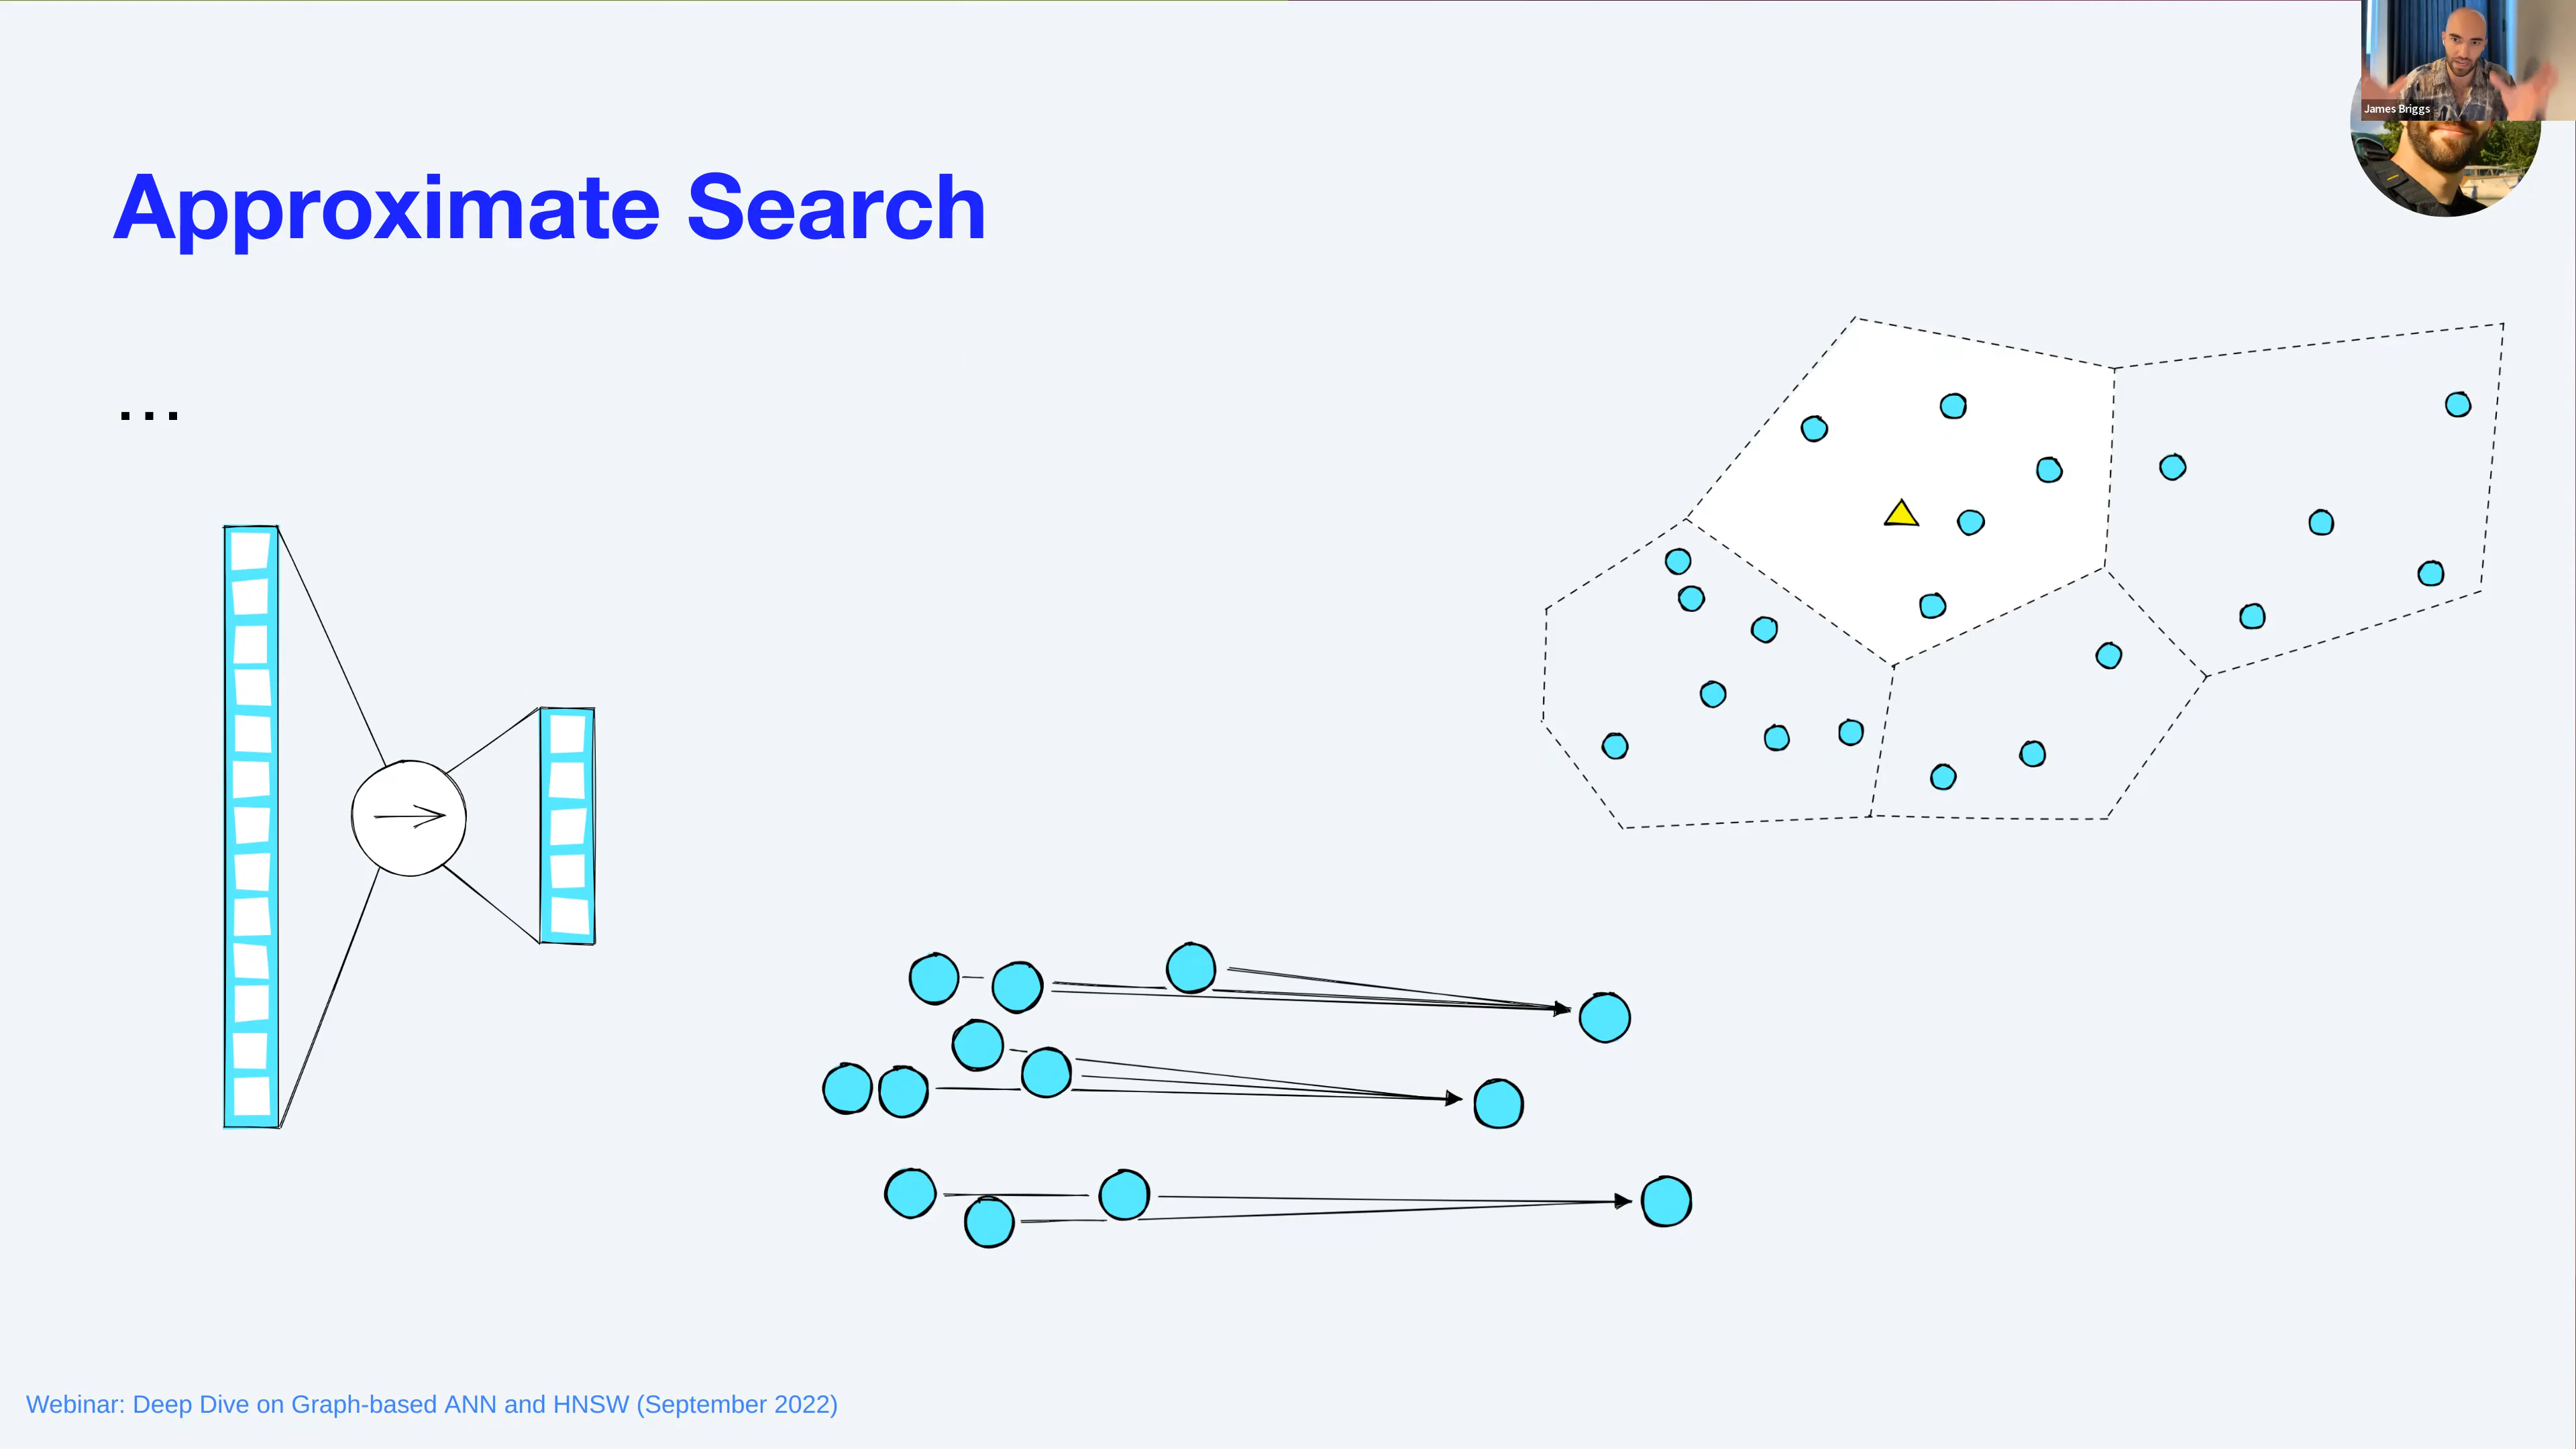 James Briggs
Approximate Search
...
Webinar: Deep Dive on Graph-based ANN and HNSW (September 2022)